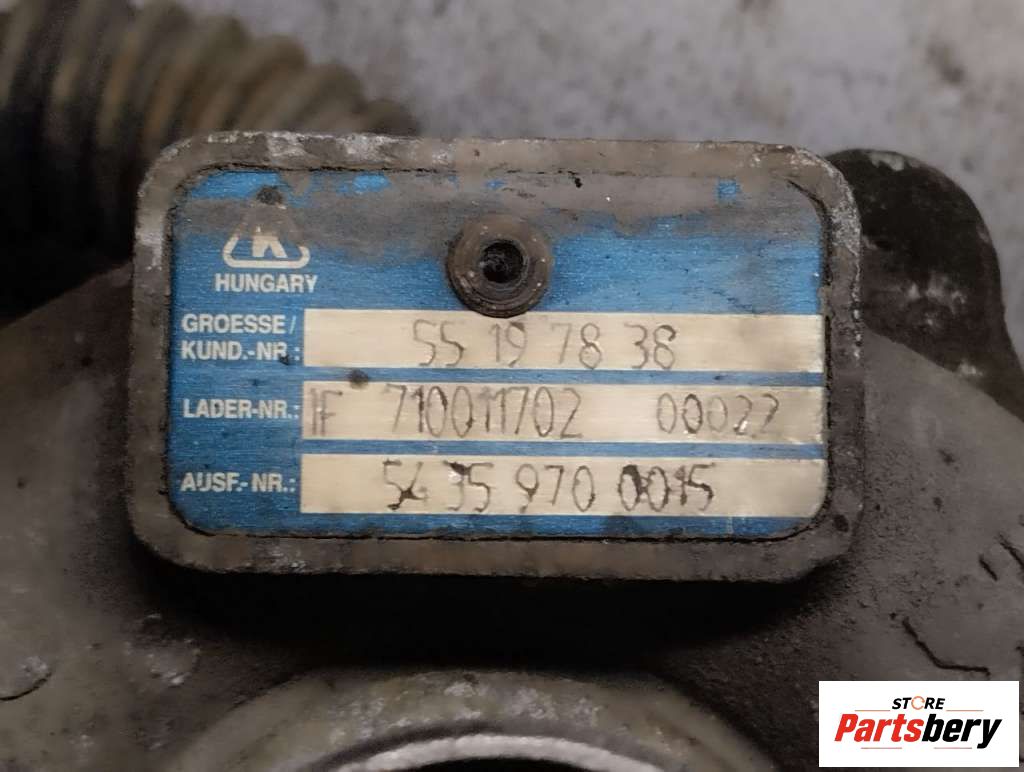 K
HUNGARY
GROESSE/
KUND.-NR.: 55 19 78 38
LADER-NR.: 1F 710011702 00022
AUSF.-NR.: 5435 970 0015
STORE
Partsbery